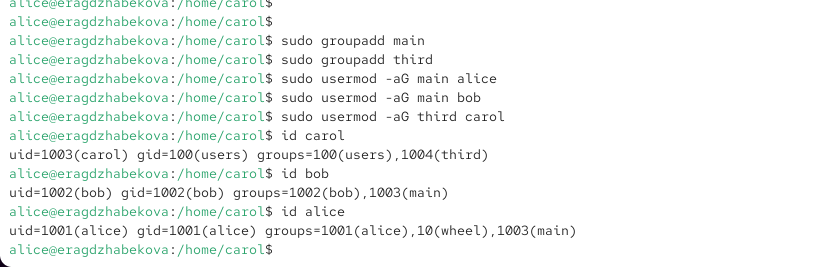 alice@eragdzhabekova:/home/carol$
alice@eragdzhabekova:/home/carol$
alice@eragdzhabekova:/home/carol$ sudo groupadd main
alice@eragdzhabekova:/home/carol$ sudo groupadd third
alice@eragdzhabekova:/home/carol$ sudo usermod -aG main alice
alice@eragdzhabekova:/home/carol$ sudo usermod -aG main bob
alice@eragdzhabekova:/home/carol$ sudo usermod -aG third carol
alice@eragdzhabekova:/home/carol$ id carol
uid=1003(carol) gid=100(users) groups=100(users),1004(third)
alice@eragdzhabekova:/home/carol$ id bob
uid=1002(bob) gid=1002(bob) groups=1002(bob),1003(main)
alice@eragdzhabekova:/home/carol$ id alice
uid=1001(alice) gid=1001(alice) groups=1001(alice),10(wheel),1003(main)
alice@eragdzhabekova:/home/carol$